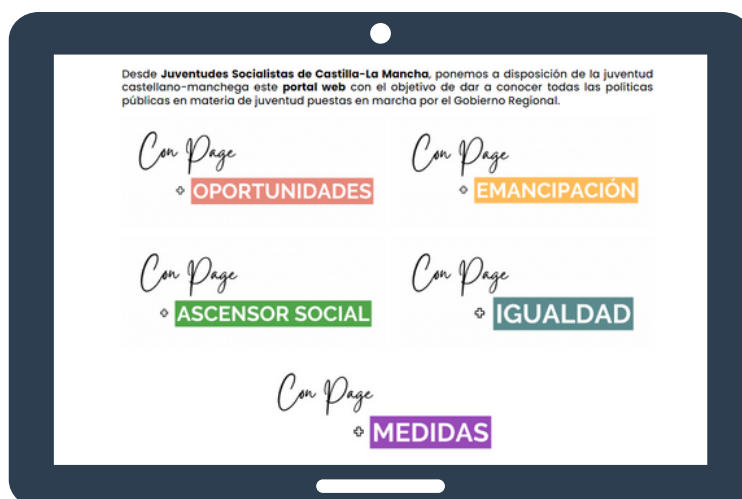 Desde Juventudes Socialistas de Castilla-La Mancha, ponemos a disposición de la juventud
castellano-manchega este portal web con el objetivo de dar a conocer todas las políticas
públicas en materia de juventud puestas en marcha por el Gobierno Regional.
Con Page
+ OPORTUNIDADES
Con Page
+ EMANCIPACIÓN
Con Page
+ ASCENSOR SOCIAL
Con Page
+ IGUALDAD
Con Page
+ MEDIDAS